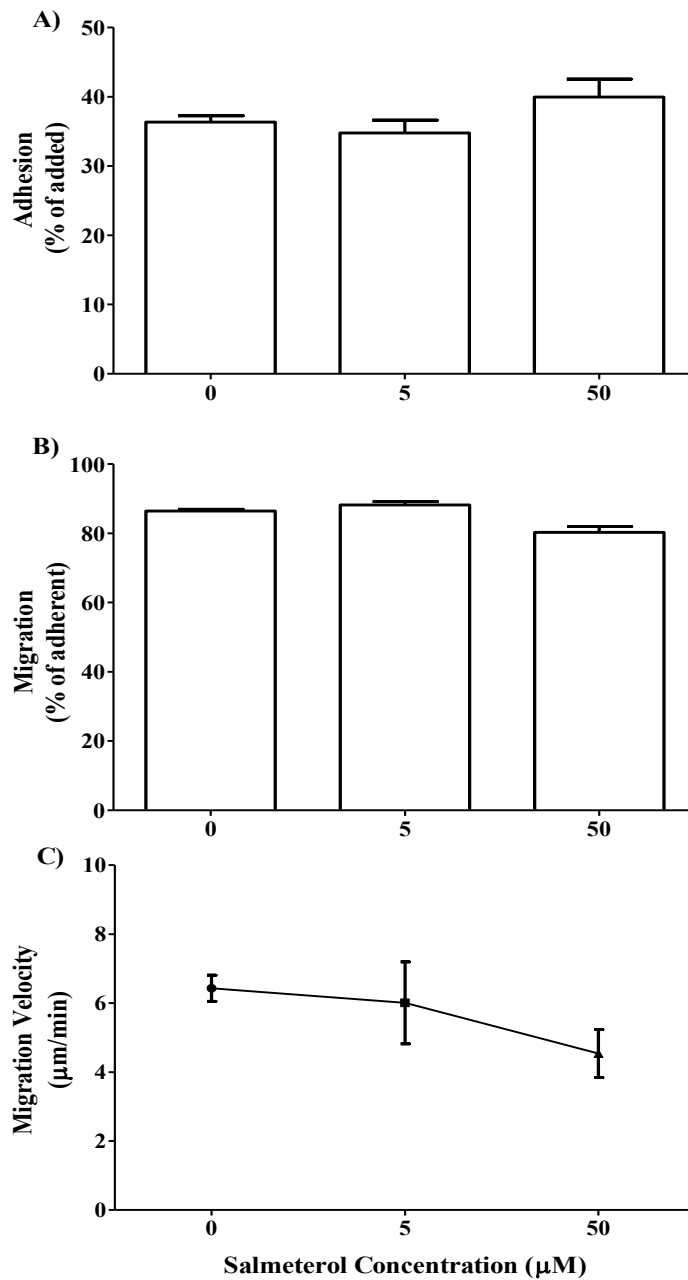 A)
50
40
30
20
10
0
Adhesion
(% of added)
0 5 50
B)
100
80
60
40
20
0
Migration
(% of adherent)
0 5 50
C)
10
8
6
4
2
0
Migration Velocity
(μm/min)
0 5 50
Salmeterol Concentration (μM)